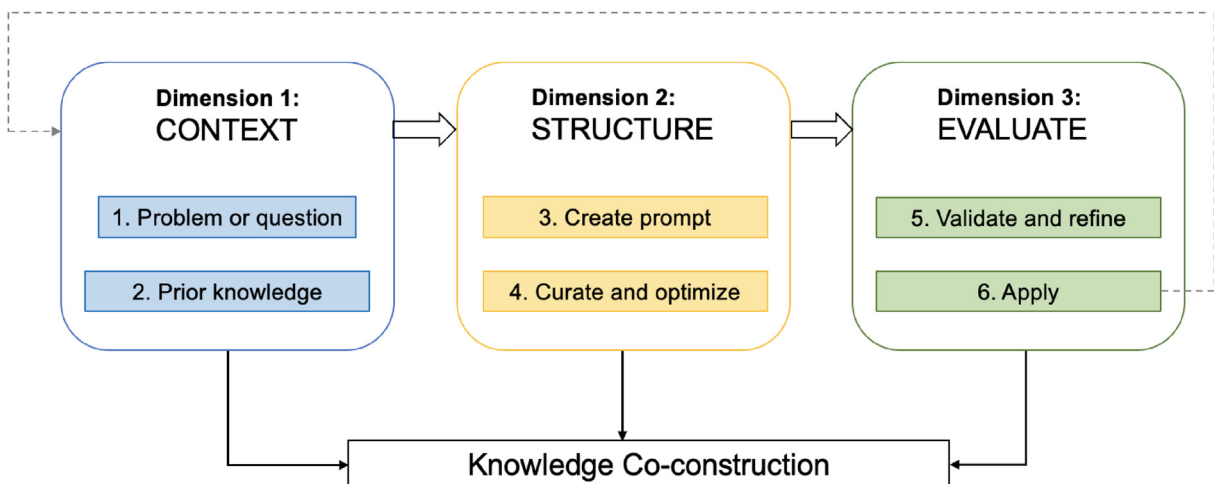 Dimension 1:
CONTEXT
1. Problem or question
2. Prior knowledge
Dimension 2:
STRUCTURE
3. Create prompt
4. Curate and optimize
Dimension 3:
EVALUATE
5. Validate and refine
6. Apply
Knowledge Co-construction